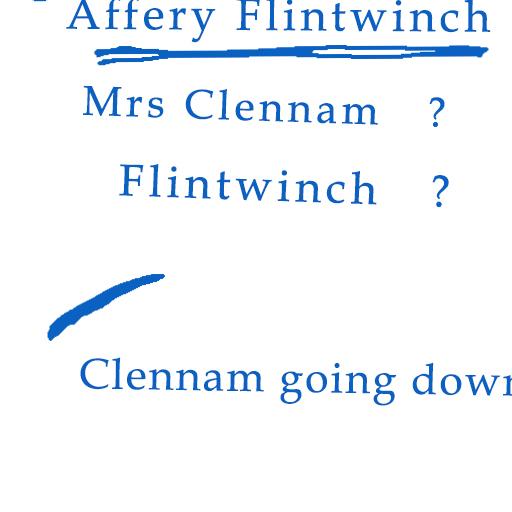 Affery Flintwinch
Mrs Clennam ?
Flintwinch ?
Clennam going down